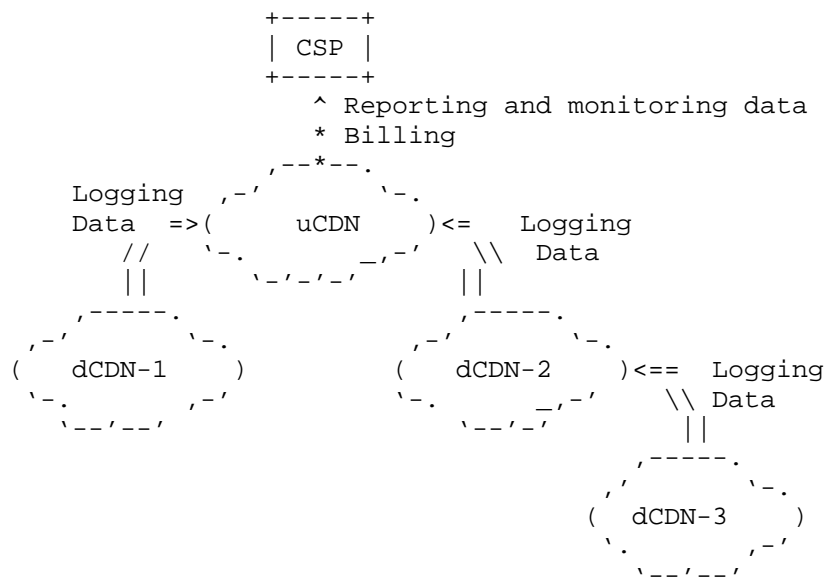 CSP
^ Reporting and monitoring data
* Billing
Logging
Data => uCDN <= Logging
Data
dCDN-1 dCDN-2 <== Logging
Data
dCDN-3